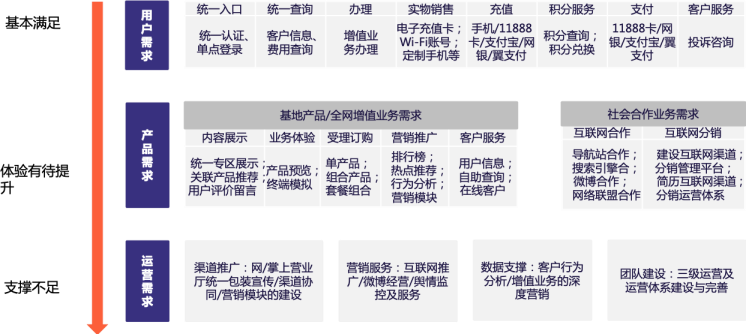 基本满足
用户需求
统一入口
统一查询
办理
实物销售
充值
积分服务
支付
客户服务
统一认证、
单点登录
客户信息、
费用查询
增值业
务办理
电子充值卡；
Wi-Fi账号；
定制手机等
手机/11888
卡/支付宝/网
银/翼支付
积分查询；
积分兑换
11888卡/网
银/支付宝/翼
支付
投诉咨询
体验有待提
升
产品需求
基地产品/全网增值业务需求
内容展示
业务体验
受理订购
营销推广
客户服务
统一专区展示；
关联产品推荐；
用户评价留言
产品预览；
终端模拟
单产品；
组合产品；
套餐组合
排行榜；
热点推荐；
行为分析；
营销模块
用户信息；
自助查询；
在线客户
社会合作业务需求
互联网合作
互联网分销
导航站合作；
搜索引擎合；
微博合作；
网络联盟合作
建设互联网渠道；
分销管理平台；
简历互联网渠道；
分销运营体系
支撑不足
运营需求
渠道推广：网/掌上营业
厅统一包装宣传/渠道协
同/营销模块的建设
营销服务：互联网推
广/微博经营/舆情监
控及服务
数据支撑：客户行为
分析/增值业务的深
度营销
团队建设：三级运营及
运营体系建设与完善